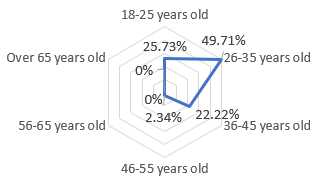 18-25 years old
49.71%
25.73%
Over 65 years old
26-35 years old
0%
0%
22.22%
2.34%
56-65 years old
36-45 years old
46-55 years old